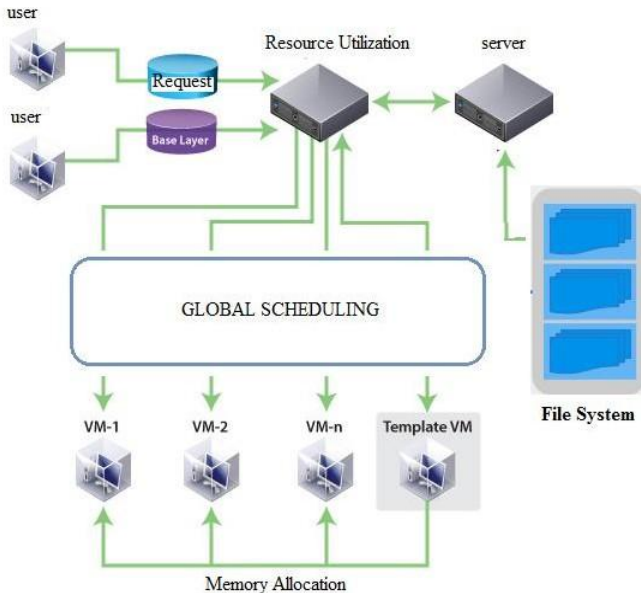 user
Resource Utilization
server
Request
user
Base Layer
GLOBAL SCHEDULING
VM-1
VM-2
VM-n
Template VM
File System
Memory Allocation